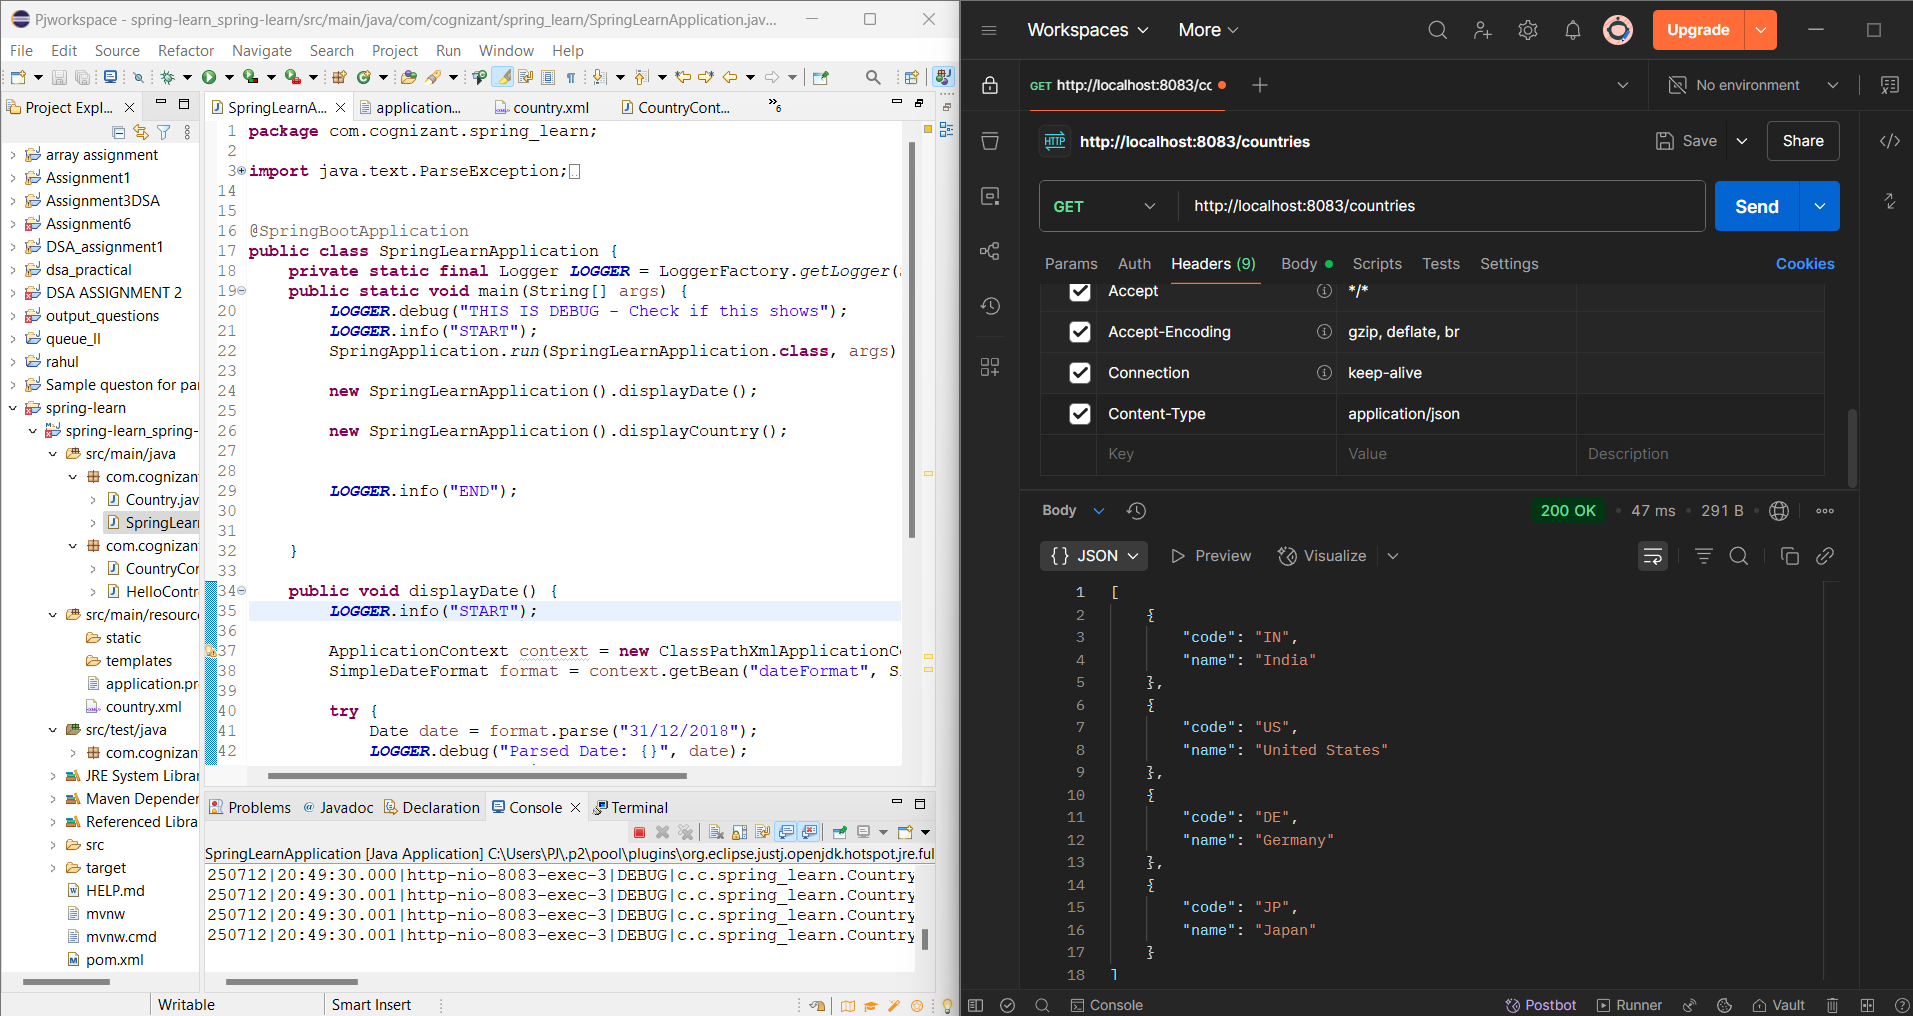 Pjworkspace - spring-learn_spring-learn/src/main/java/com/cognizant/spring_learn/SpringLearnApplication.jav...
File Edit Source Refactor Navigate Search Project Run Window Help
Project Expl...
array assignment
Assignment1
Assignment3DSA
Assignment6
DSA_assignment1
dsa_practical
DSA ASSIGNMENT 2
output_questions
queue_ll
rahul
Sample queston for par
spring-learn
spring-learn_spring-
src/main/java
com.cognizant
Country.jav
SpringLearn
com.cognizant
CountryCon
HelloContr
src/main/resourc
static
templates
application.pr
country.xml
src/test/java
com.cognizant
JRE System Librar
Maven Depender
Referenced Libra
src
target
HELP.md
mvnw
mvnw.cmd
pom.xml
SpringLearnA... application... country.xml CountryCont... »6
1 package com.cognizant.spring_learn;
2
3 import java.text.ParseException;
14
15
16 @SpringBootApplication
17 public class SpringLearnApplication {
18 private static final Logger LOGGER = LoggerFactory.getLogger(
19 public static void main(String[] args) {
20 LOGGER.debug("THIS IS DEBUG - Check if this shows");
21 LOGGER.info("START");
22 SpringApplication.run(SpringLearnApplication.class, args)
23
24 new SpringLearnApplication().displayDate();
25
26 new SpringLearnApplication().displayCountry();
27
28
29 LOGGER.info("END");
30
31
32 }
33
34 public void displayDate() {
35 LOGGER.info("START");
36
37 ApplicationContext context = new ClassPathXmlApplicationC
38 SimpleDateFormat format = context.getBean("dateFormat", S
39
40 try {
41 Date date = format.parse("31/12/2018");
42 LOGGER.debug("Parsed Date: {}", date);
Problems Javadoc Declaration Console Terminal
SpringLearnApplication [Java Application] C:\Users\PJ\.p2\pool\plugins\org.eclipse.justj.openjdk.hotspot.jre.ful
250712|20:49:30.000|http-nio-8083-exec-3|DEBUG|c.c.spring_learn.Country
250712|20:49:30.001|http-nio-8083-exec-3|DEBUG|c.c.spring_learn.Country
250712|20:49:30.001|http-nio-8083-exec-3|DEBUG|c.c.spring_learn.Country
250712|20:49:30.001|http-nio-8083-exec-3|DEBUG|c.c.spring_learn.Country
Writable Smart Insert
Workspaces More Upgrade
GET http://localhost:8083/cc No environment
HTTP http://localhost:8083/countries Save Share
GET http://localhost:8083/countries Send
Params Auth Headers (9) Body Scripts Tests Settings Cookies
Accept */*
Accept-Encoding gzip, deflate, br
Connection keep-alive
Content-Type application/json
Key Value Description
Body 200 OK 47 ms 291 B
{} JSON Preview Visualize
1 [
2 {
3 "code": "IN",
4 "name": "India"
5 },
6 {
7 "code": "US",
8 "name": "United States"
9 },
10 {
11 "code": "DE",
12 "name": "Germany"
13 },
14 {
15 "code": "JP",
16 "name": "Japan"
17 }
18 ]
Console Postbot Runner Vault